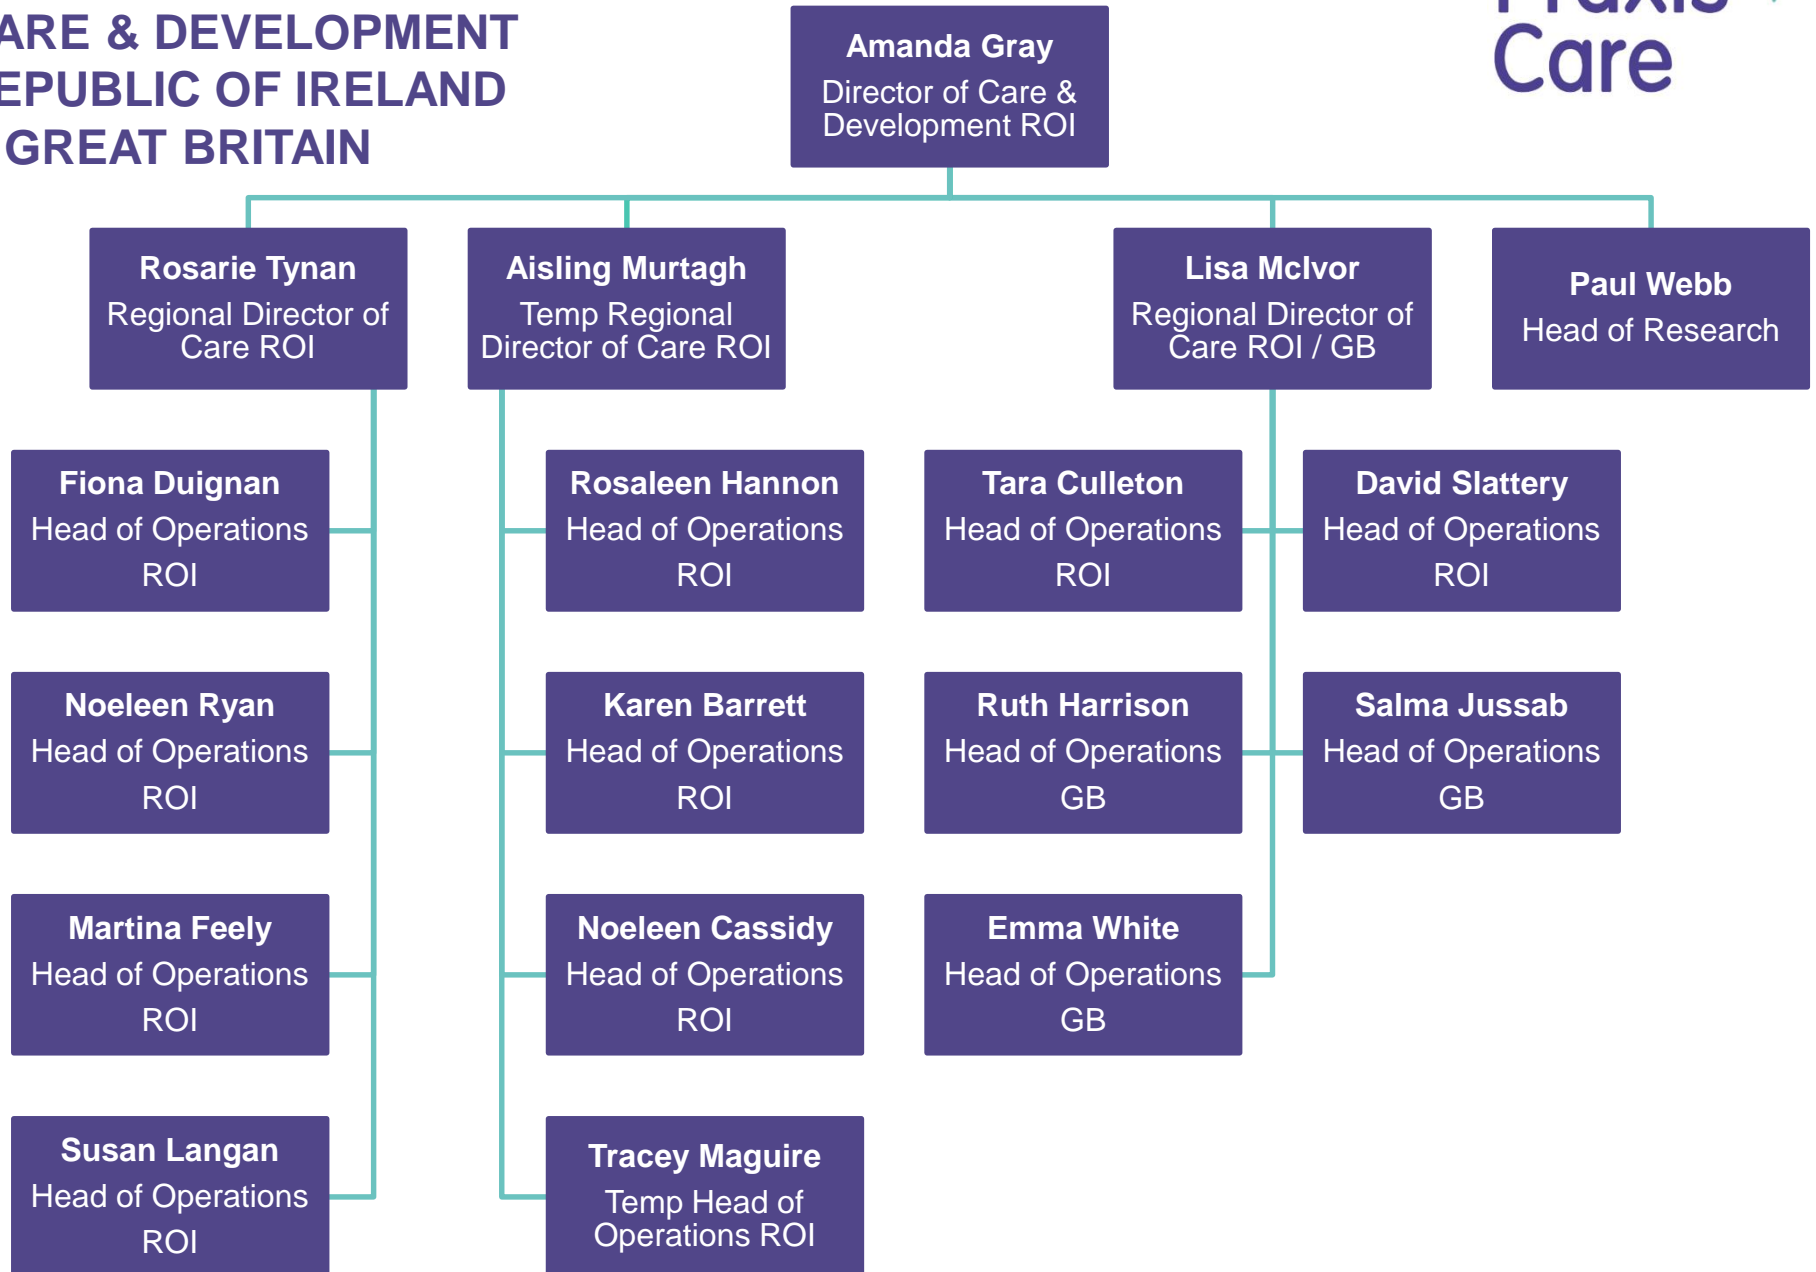 ARE & DEVELOPMENT
EPUBLIC OF IRELAND
GREAT BRITAIN
Praxis
Care
Amanda Gray
Director of Care &
Development ROI
Rosarie Tynan
Regional Director of
Care ROI
Aisling Murtagh
Temp Regional
Director of Care ROI
Lisa McIvor
Regional Director of
Care ROI / GB
Paul Webb
Head of Research
Fiona Duignan
Head of Operations
ROI
Rosaleen Hannon
Head of Operations
ROI
Tara Culleton
Head of Operations
ROI
David Slattery
Head of Operations
ROI
Noeleen Ryan
Head of Operations
ROI
Karen Barrett
Head of Operations
ROI
Ruth Harrison
Head of Operations
GB
Salma Jussab
Head of Operations
GB
Martina Feely
Head of Operations
ROI
Noeleen Cassidy
Head of Operations
ROI
Emma White
Head of Operations
GB
Susan Langan
Head of Operations
ROI
Tracey Maguire
Temp Head of
Operations ROI